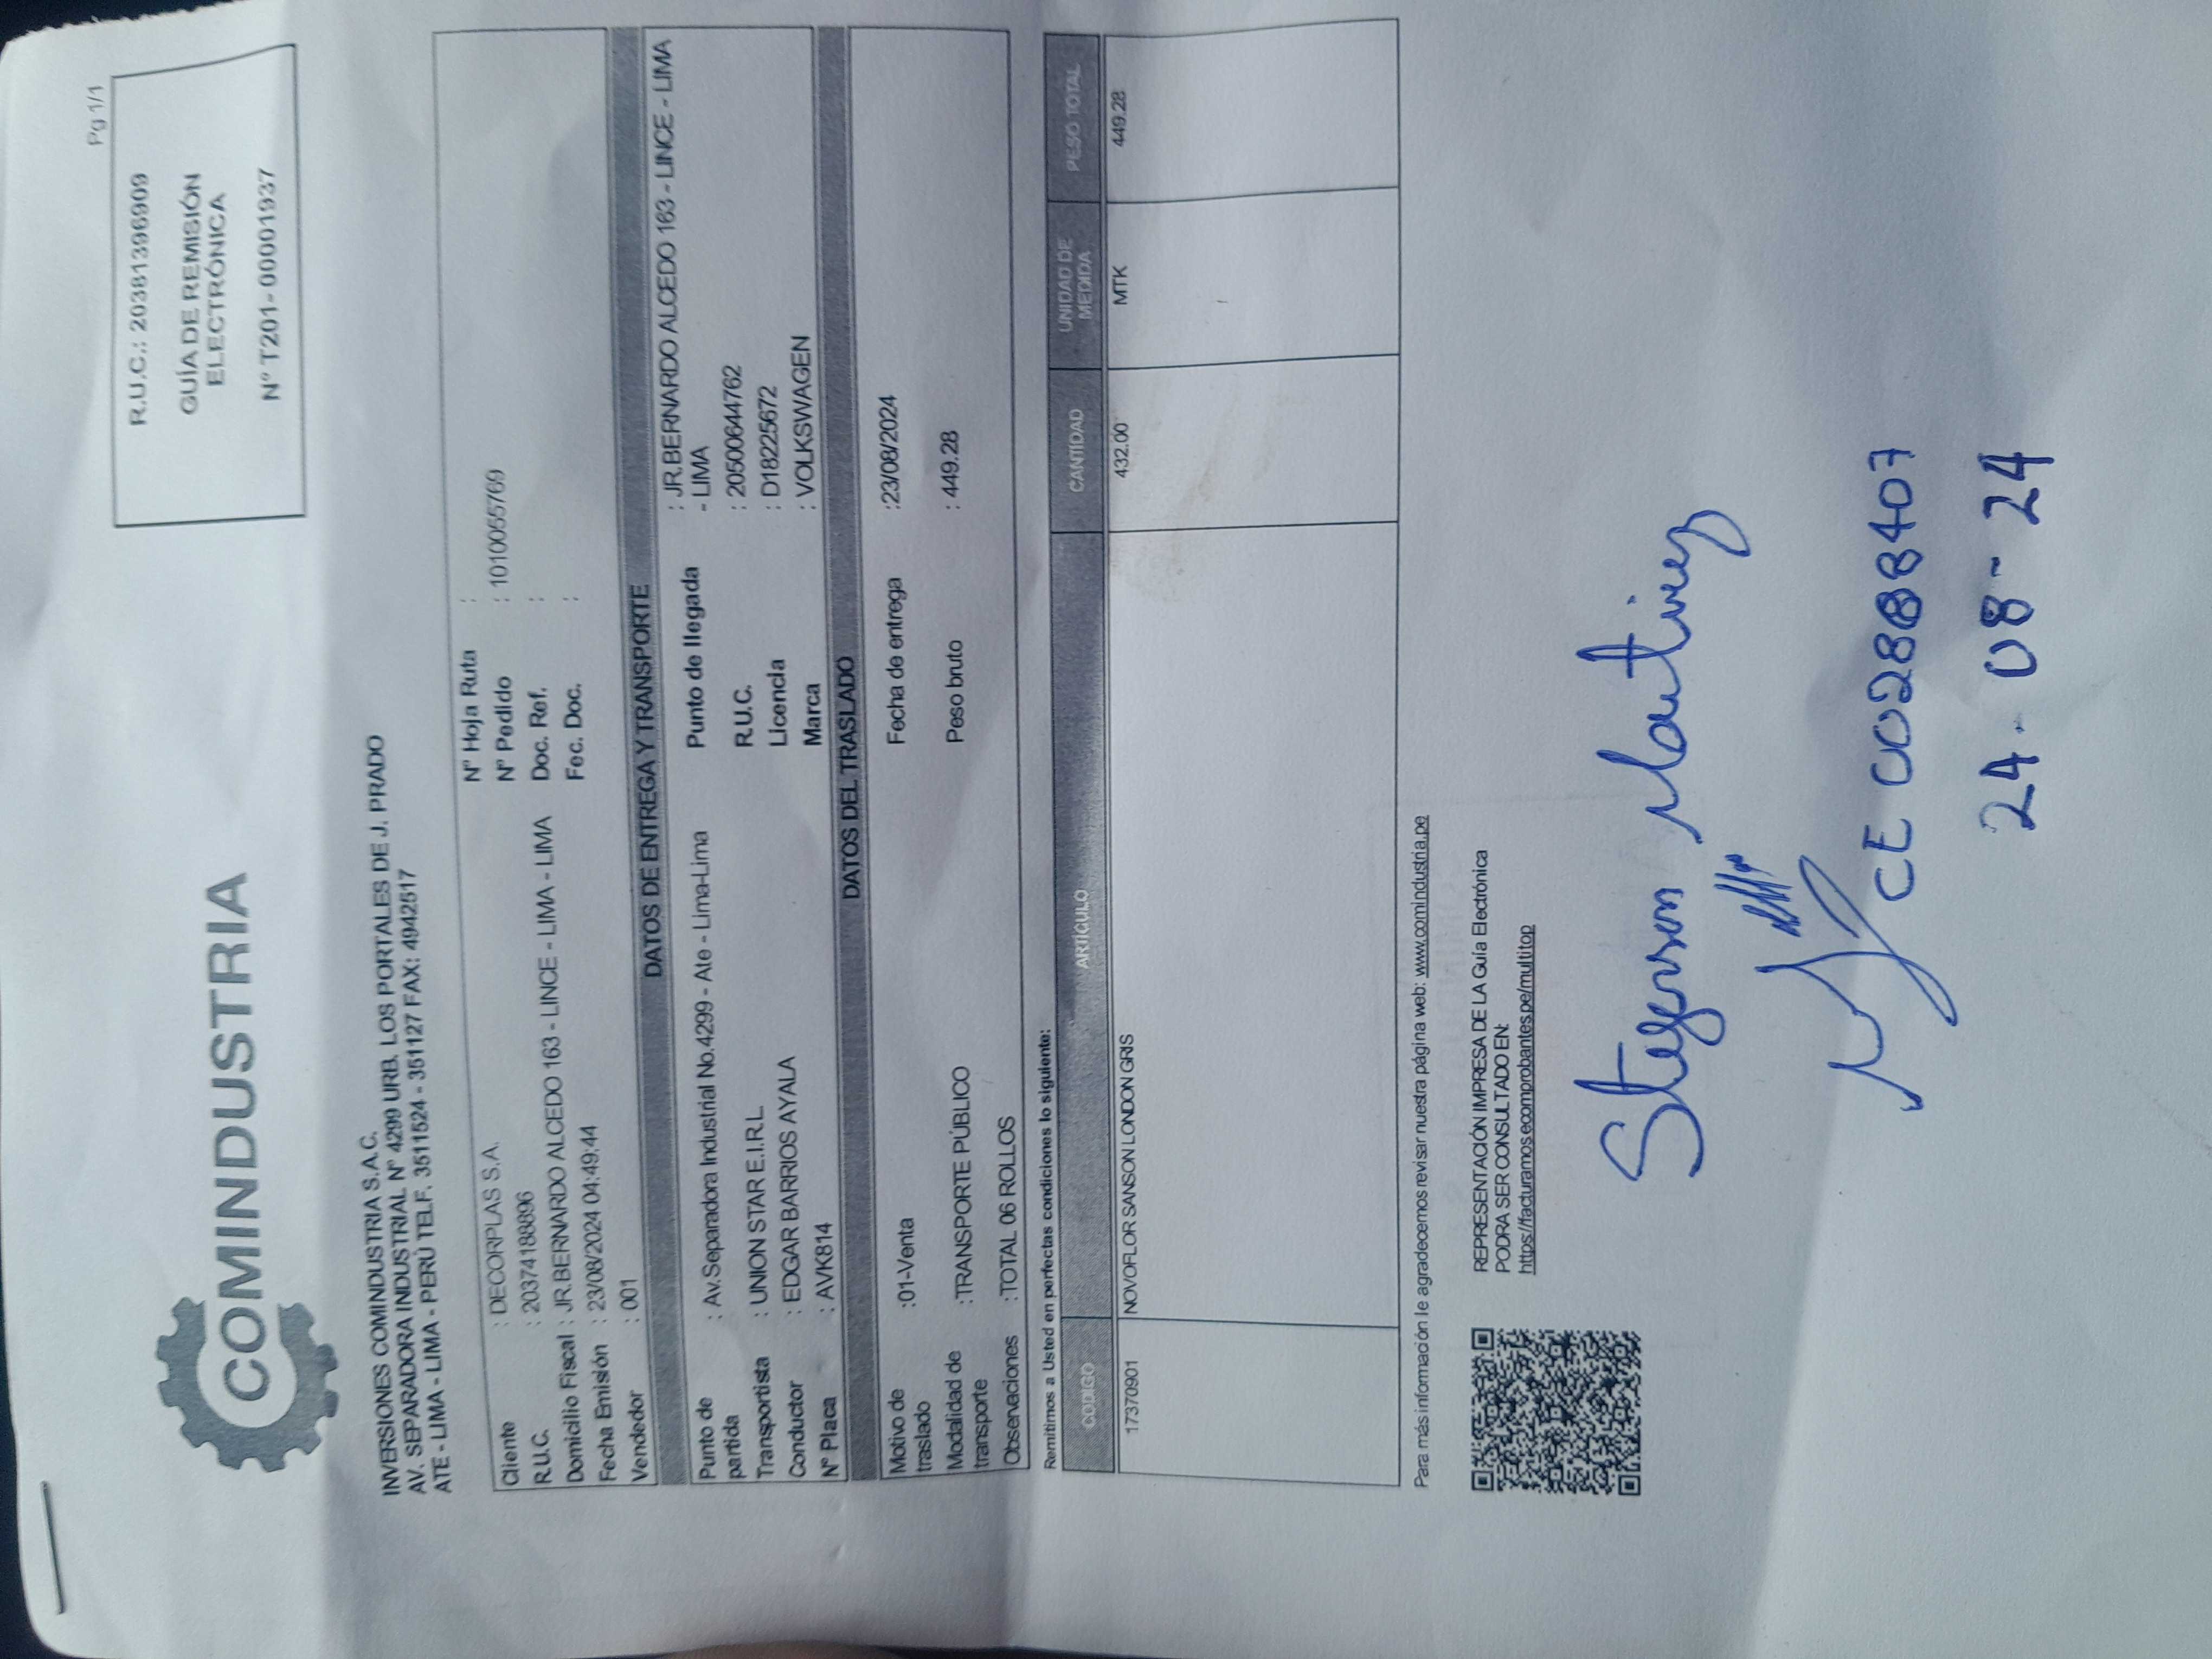 Pg 1/1
COMINDUSTRIA
R.U.C.: 20381396909
GUÍA DE REMISIÓN
ELECTRÓNICA
N° T201-000001937
INVERSIONES COMINDUSTRIA S.A.C.
AV. SEPARADORA INDUSTRIAL Nº 4299 URB. LOS PORTALES DE J. PRADO
ATE - LIMA - LIMA - PERÚ TELF. 3511524 - 351127 FAX: 4942517
Cliente : DECORPLAS S.A. N° Hoja Ruta :
R.U.C. : 20374188896 N° Pedido : 1010055769
Domicilio Fiscal : JR.BERNARDO ALCEDO 163 - LINCE - LIMA - LIMA Doc. Ref. :
Fecha Emisión : 23/08/2024 04:49:44 Fec. Doc. :
Vendedor : 001
DATOS DE ENTREGA Y TRANSPORTE
Punto de partida : Av.Separadora Industrial No.4299 - Ate - Lima-Lima Punto de llegada : JR.BERNARDO ALCEDO 163 - LINCE - LIMA - LIMA
Transportista : UNION STAR E.I.R.L. R.U.C. : 20500644762
Conductor : EDGAR BARRIOS AYALA Licencia : D18225672
N° Placa : AVK814 Marca : VOLKSWAGEN
DATOS DEL TRASLADO
Motivo de traslado :01-Venta Fecha de entrega :23/08/2024
Modalidad de transporte :TRANSPORTE PÚBLICO Peso bruto : 449.28
Observaciones :TOTAL 06 ROLLOS
Remitimos a Usted en perfectas condiciones lo siguiente:
CODIGO ARTICULO CANTIDAD UNIDAD DE MEDIDA PESO TOTAL
17370901 NOVOFLOR SANSON LONDON GRIS 432.00 MTK 449.28
Para más información le agradecemos revisar nuestra página web: www.comindustria.pe
REPRESENTACIÓN IMPRESA DE LA Guía Electrónica
PODRA SER CONSULTADO EN:
https://facturamosecomprobantes.pe/multitop
Martinez
CE 002888407
24-08-24